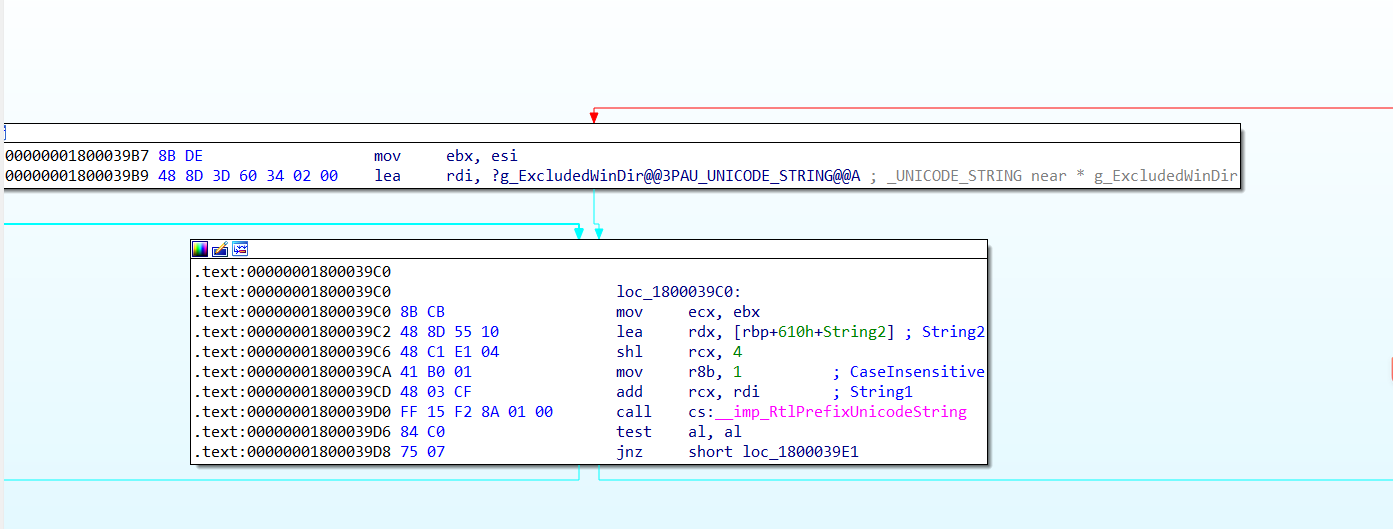 00000001800039B7 8B DE mov ebx, esi
00000001800039B9 48 8D 3D 60 34 02 00 lea rdi, ?g_ExcludedWinDir@@3PAU_UNICODE_STRING@@A ; _UNICODE_STRING near * g_ExcludedWinDir
.text:00000001800039C0
.text:00000001800039C0 loc_1800039C0:
.text:00000001800039C0 8B CB mov ecx, ebx
.text:00000001800039C2 48 8D 55 10 lea rdx, [rbp+610h+String2] ; String2
.text:00000001800039C6 48 C1 E1 04 shl rcx, 4
.text:00000001800039CA 41 B0 01 mov r8b, 1 ; CaseInsensitive
.text:00000001800039CD 48 03 CF add rcx, rdi ; String1
.text:00000001800039D0 FF 15 F2 8A 01 00 call cs:__imp_RtlPrefixUnicodeString
.text:00000001800039D6 84 C0 test al, al
.text:00000001800039D8 75 07 jnz short loc_1800039E1